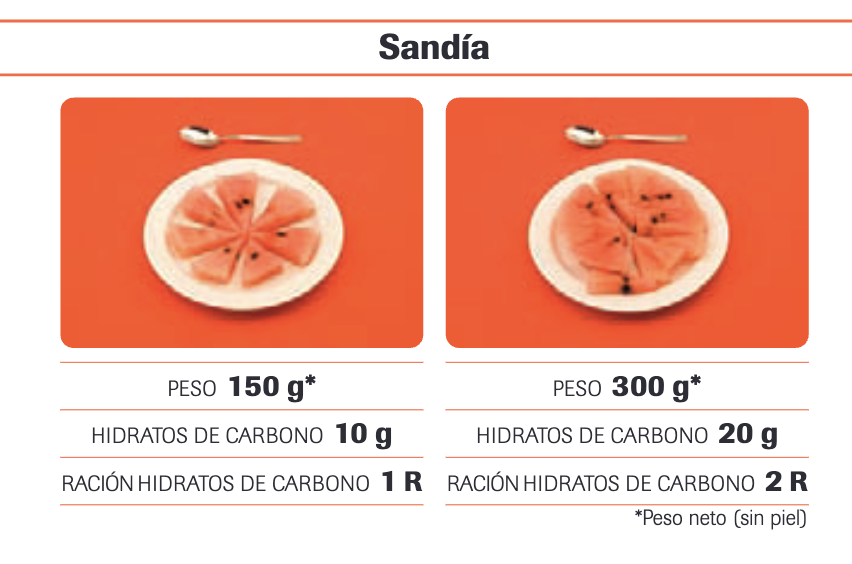 Sandía
PESO 150 g*
HIDRATOS DE CARBONO 10 g
RACIÓN HIDRATOS DE CARBONO 1 R
PESO 300 g*
HIDRATOS DE CARBONO 20 g
RACIÓN HIDRATOS DE CARBONO 2 R
*Peso neto (sin piel)